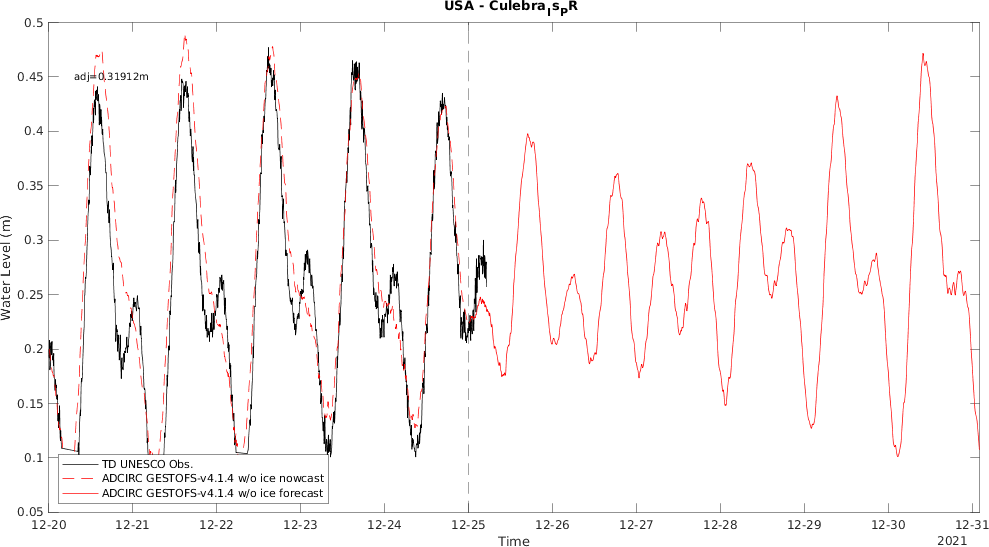 USA - Culebra_Is_PR
0.5
adj=0.31912m
0.45
0.4
0.35
0.3
0.25
0.2
0.15
0.1
0.05
Water Level (m)
TD UNESCO Obs.
ADCIRC GESTOFS-v4.1.4 w/o ice nowcast
ADCIRC GESTOFS-v4.1.4 w/o ice forecast
12-20 12-21 12-22 12-23 12-24 12-25 12-26 12-27 12-28 12-29 12-30 12-31
Time
2021